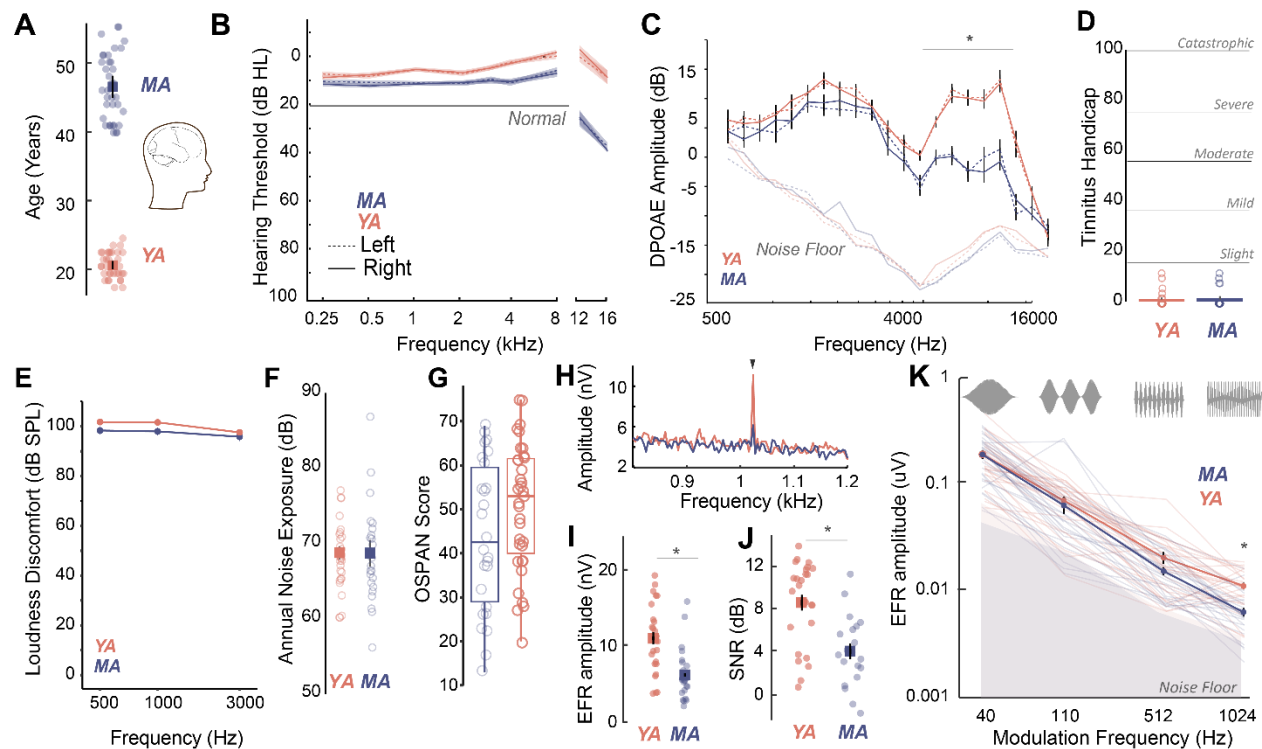 A
Age (Years)
50
40
30
20
MA
YA
B
Hearing Threshold (dB HL)
0
20
40
60
80
100
Normal
MA
YA
Left
Right
0.25
0.5
1
2
4
8
12
16
Frequency (kHz)
C
DPOAE Amplitude (dB)
15
10
5
0
-5
-15
-25
*
Noise Floor
YA
MA
500
4000
16000
Frequency (Hz)
D
Tinnitus Handicap
100
80
60
40
20
0
Catastrophic
Severe
Moderate
Mild
Slight
YA
MA
E
Loudness Discomfort (dB SPL)
100
80
60
40
20
0
YA
MA
500
1000
3000
Frequency (Hz)
F
Annual Noise Exposure (dB)
90
80
70
60
50
YA
MA
G
OSPAN Score
70
60
50
40
30
20
10
H
Amplitude (nV)
10
6
4
2
0.9
1
1.1
1.2
Frequency (kHz)
I
EFR amplitude (nV)
20
10
0
*
YA
MA
J
SNR (dB)
12
8
4
0
*
YA
MA
K
EFR amplitude (uV)
1
0.1
0.01
0.001
MA
YA
*
Noise Floor
40
110
512
1024
Modulation Frequency (Hz)